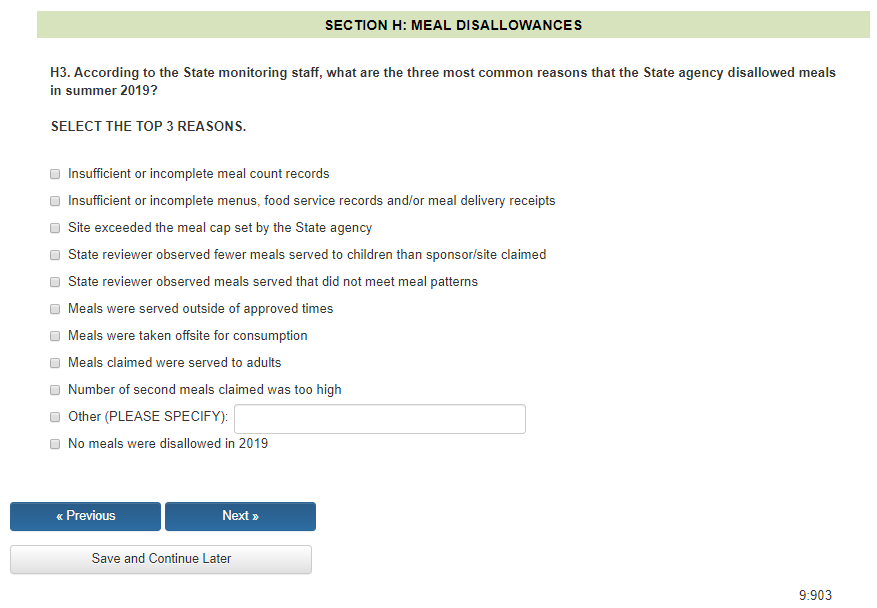 SECTION H: MEAL DISALLOWANCES
H3. According to the State monitoring staff, what are the three most common reasons that the State agency disallowed meals
in summer 2019?
SELECT THE TOP 3 REASONS.
Insufficient or incomplete meal count records
Insufficient or incomplete menus, food service records and/or meal delivery receipts
Site exceeded the meal cap set by the State agency
State reviewer observed fewer meals served to children than sponsor/site claimed
State reviewer observed meals served that did not meet meal patterns
Meals were served outside of approved times
Meals were taken offsite for consumption
Meals claimed were served to adults
Number of second meals claimed was too high
Other (PLEASE SPECIFY):
No meals were disallowed in 2019
« Previous Next »
Save and Continue Later
9:903